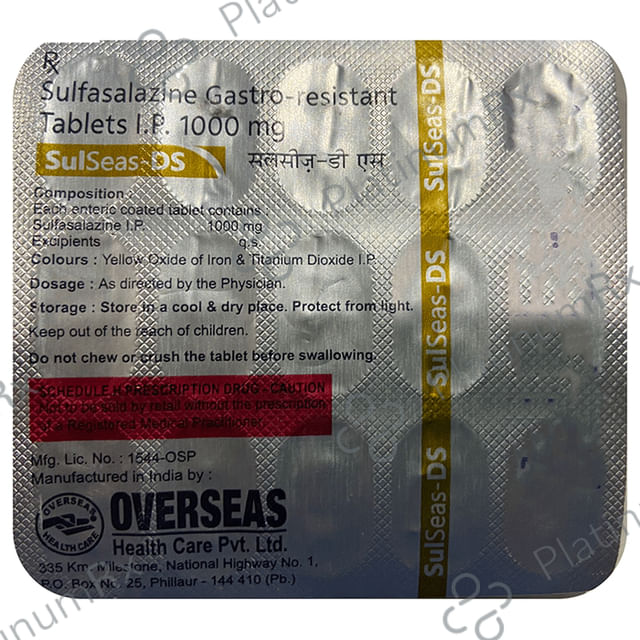 Rx
Sulfasalazine Gastro-resistant
Tablets I.P. 1000 mg
SulSeas-DS
सलसीज़-डी एस
Composition :
Each enteric coated tablet contains :
Sulfasalazine I.P. 1000 mg
Excipients q.s.
Colours : Yellow Oxide of Iron & Titanium Dioxide I.P.
Dosage : As directed by the Physician.
Storage : Store in a cool & dry place. Protect from light.
Keep out of the reach of children.
Do not chew or crush the tablet before swallowing.
SCHEDULE H PRESCRIPTION DRUG - CAUTION
Not to be sold by retail without the prescription
of a Registered Medical Practitioner.
Mfg. Lic. No. : 1544-OSP
Manufactured in India by :
OVERSEAS
HEALTH CARE
OVERSEAS
Health Care Pvt. Ltd.
335 Km. Milestone, National Highway No. 1,
P.O. Box No. 25, Phillaur - 144 410 (Pb.)
SulSeas-DS
SulSeas-DS
SulSeas-DS
PlatinumRx
PlatinumRx
PlatinumRx